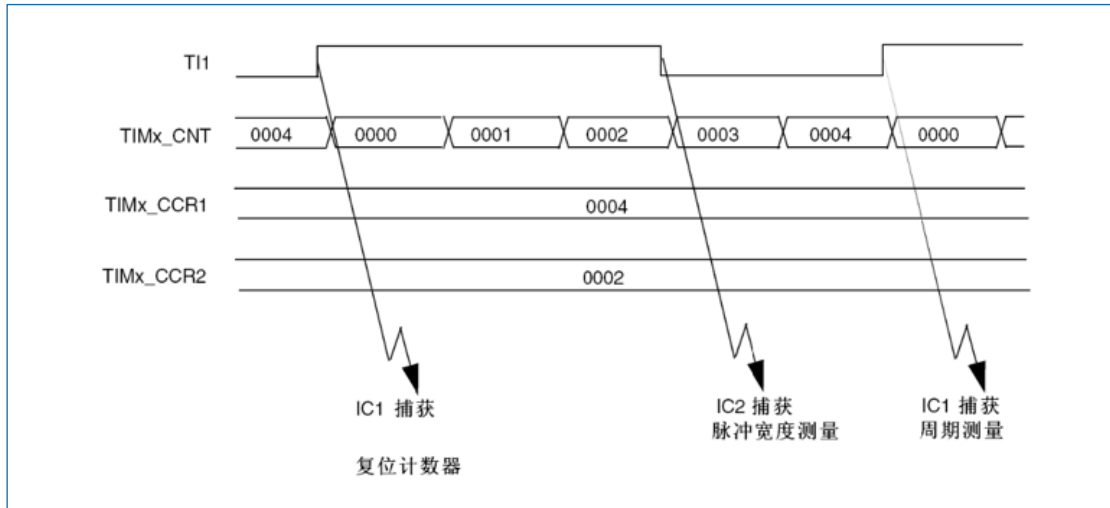 TI1
TIMx_CNT 0004 0000 0001 0002 0003 0004 0000
TIMx_CCR1 0004
TIMx_CCR2 0002
IC1 捕获
复位计数器
IC2 捕获
脉冲宽度测量
IC1 捕获
周期测量